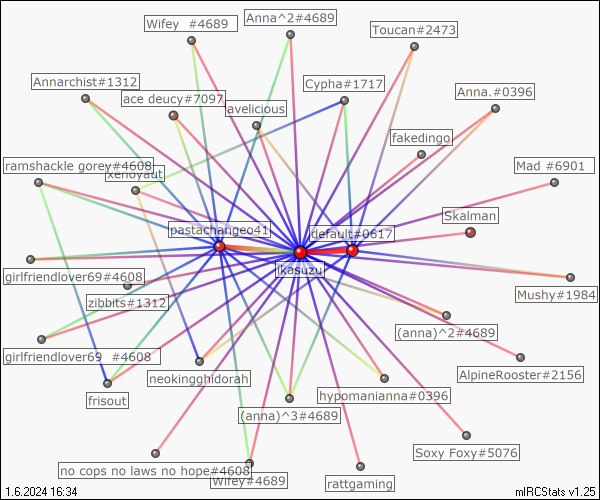 Wifey  #4689
Anna^2#4689
Toucan#2473
Annarchist#1312
Cypha#1717
ace deucy#7097
Anna.#0396
avelicious
fakedingo
ramshackle gorey#4608
Mad #6901
xenoyaut
Skalman
pastachangeo41
default#0617
ikasuzu
girlfriendlover69#4608
Mushy#1984
zibbits#1312
(anna)^2#4689
girlfriendlover69  #4608
AlpineRooster#2156
neokingghidorah
hypomanianna#0396
frisout
(anna)^3#4689
Soxy Foxy#5076
no cops no laws no hope#4608
Wifey#4689
rattgaming
1.6.2024 16:34
mIRCStats v1.25